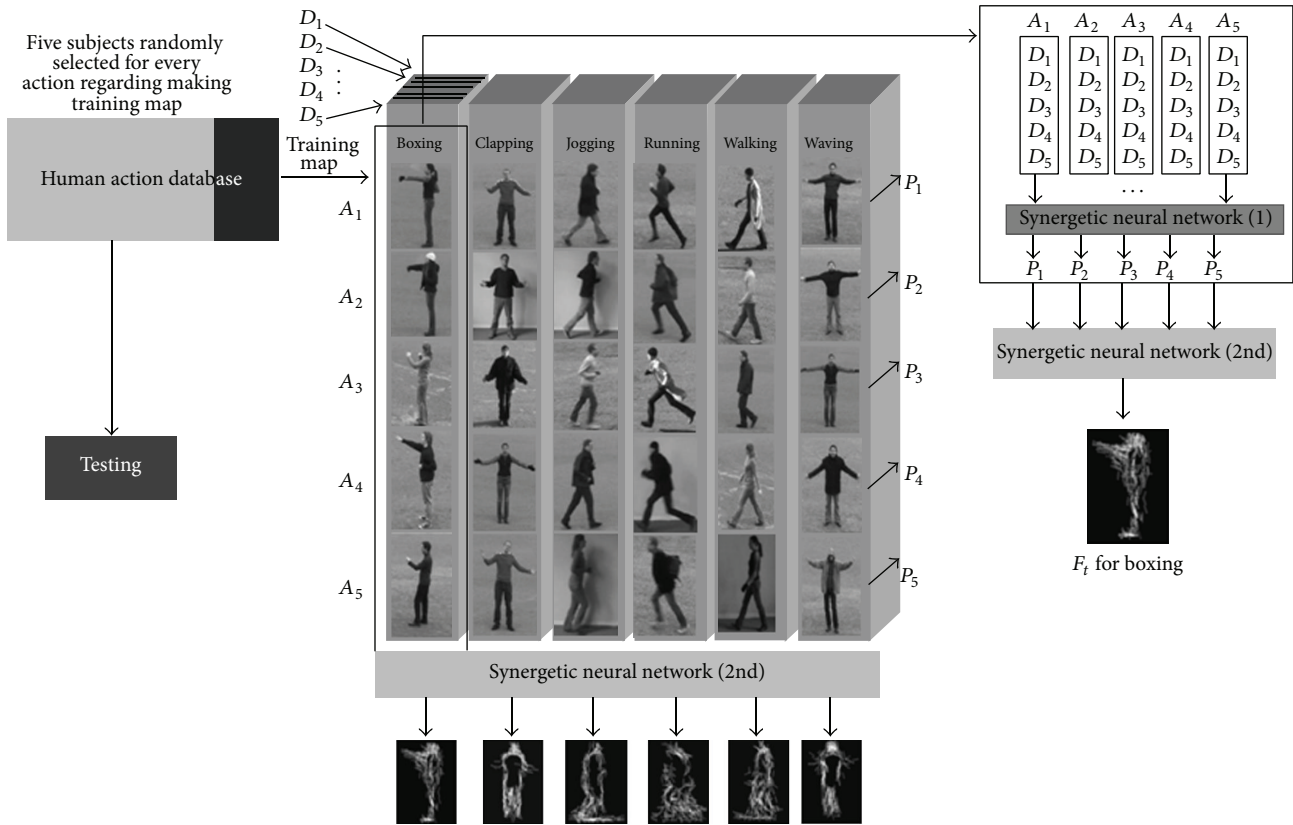 Five subjects randomly
selected for every
action regarding making
training map
Human action database
Training
map
Testing
D1
D2
D3
D4
D5
. . .
Boxing
Clapping
Jogging
Running
Walking
Waving
A1
A2
A3
A4
A5
P1
P2
P3
P4
P5
Synergetic neural network (2nd)
A1 A2 A3 A4 A5
D1 D1 D1 D1 D1
D2 D2 D2 D2 D2
D3 D3 D3 D3 D3
D4 D4 D4 D4 D4
D5 D5 D5 D5 D5
. . .
Synergetic neural network (1)
P1 P2 P3 P4 P5
Synergetic neural network (2nd)
Ft for boxing